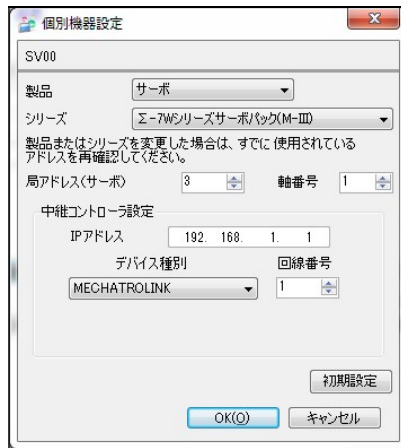 個別機器設定
SV00
製品 サーボ
シリーズ Σ-7Wシリーズサーボパック(M-Ⅲ)
製品またはシリーズを変更した場合は、すでに使用されている
アドレスを再確認してください。
局アドレス(サーボ) 3 軸番号 1
中継コントローラ設定
IPアドレス 192. 168. 1. 1
デバイス種別 回線番号
MECHATROLINK 1
初期設定
OK(O) キャンセル